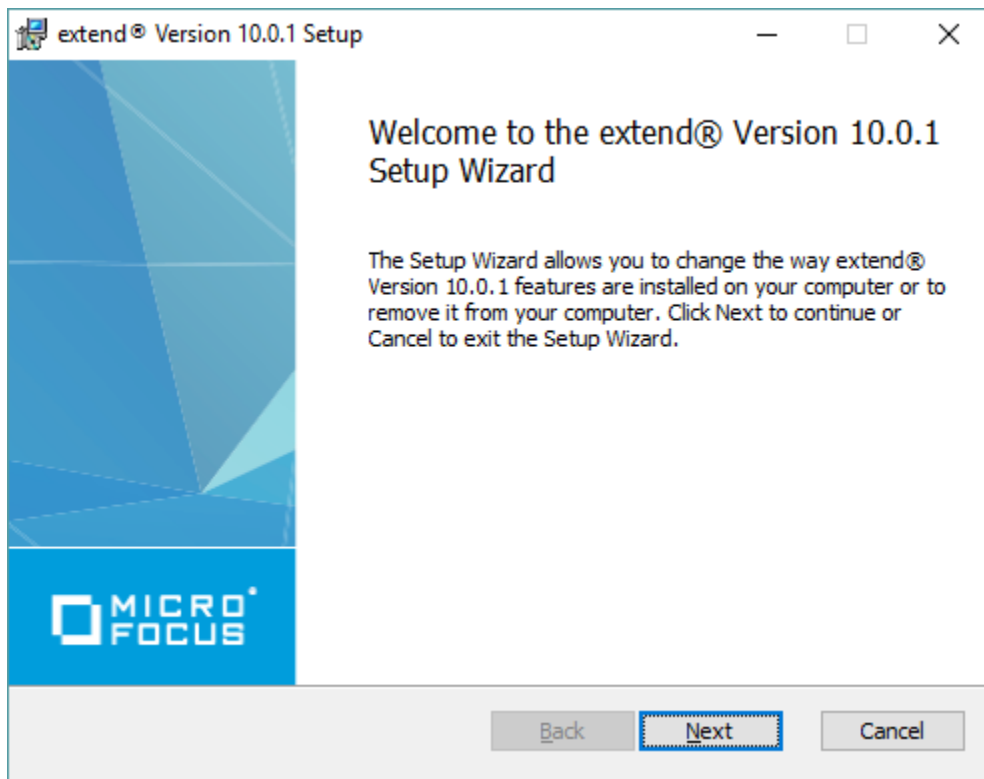 extend® Version 10.0.1 Setup
Welcome to the extend® Version 10.0.1
Setup Wizard
The Setup Wizard allows you to change the way extend®
Version 10.0.1 features are installed on your computer or to
remove it from your computer. Click Next to continue or
Cancel to exit the Setup Wizard.
MICRO
FOCUS
Back Next Cancel